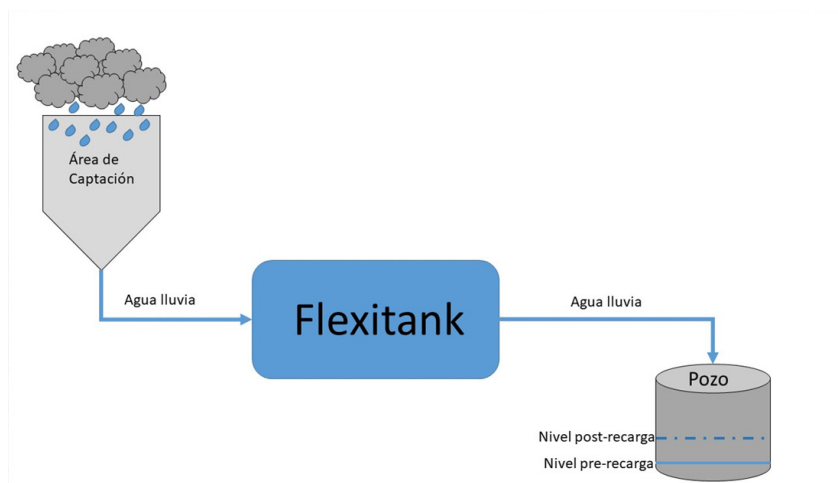 Área de
Captación
Agua lluvia
Flexitank
Agua lluvia
Pozo
Nivel post-recarga
Nivel pre-recarga